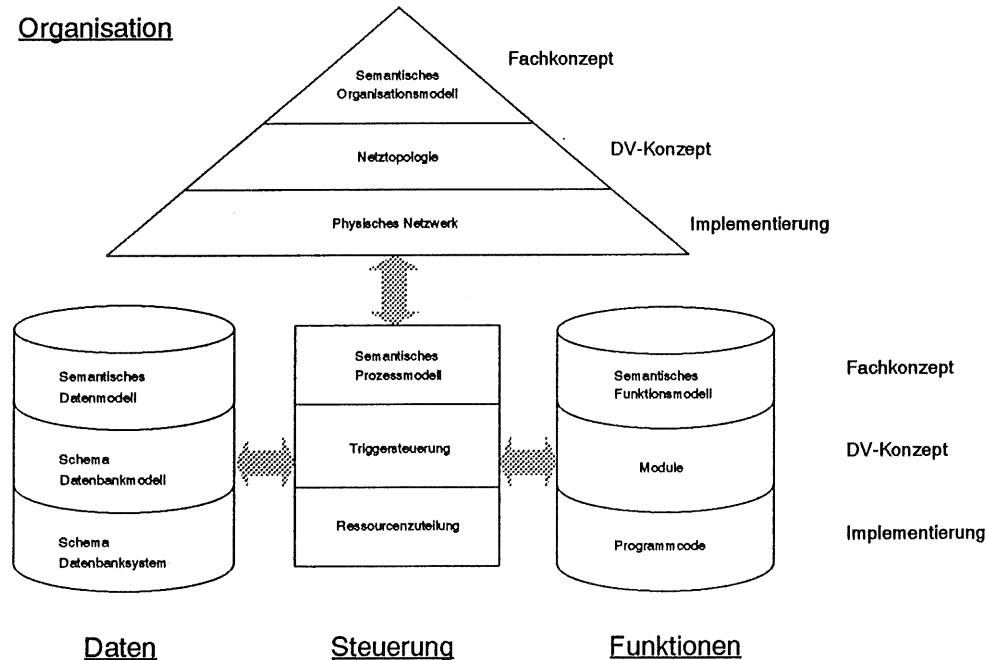 Organisation
Fachkonzept
Semantisches
Organisationsmodell
DV-Konzept
Netztopologie
Implementierung
Physisches Netzwerk
Semantisches
Prozessmodell
Semantisches
Datenmodell
Semantisches
Funktionsmodell
Fachkonzept
Triggersteuerung
Schema
Datenbankmodell
Module
DV-Konzept
Ressourcenzuteilung
Schema
Datenbanksystem
Programmcode
Implementierung
Daten
Steuerung
Funktionen